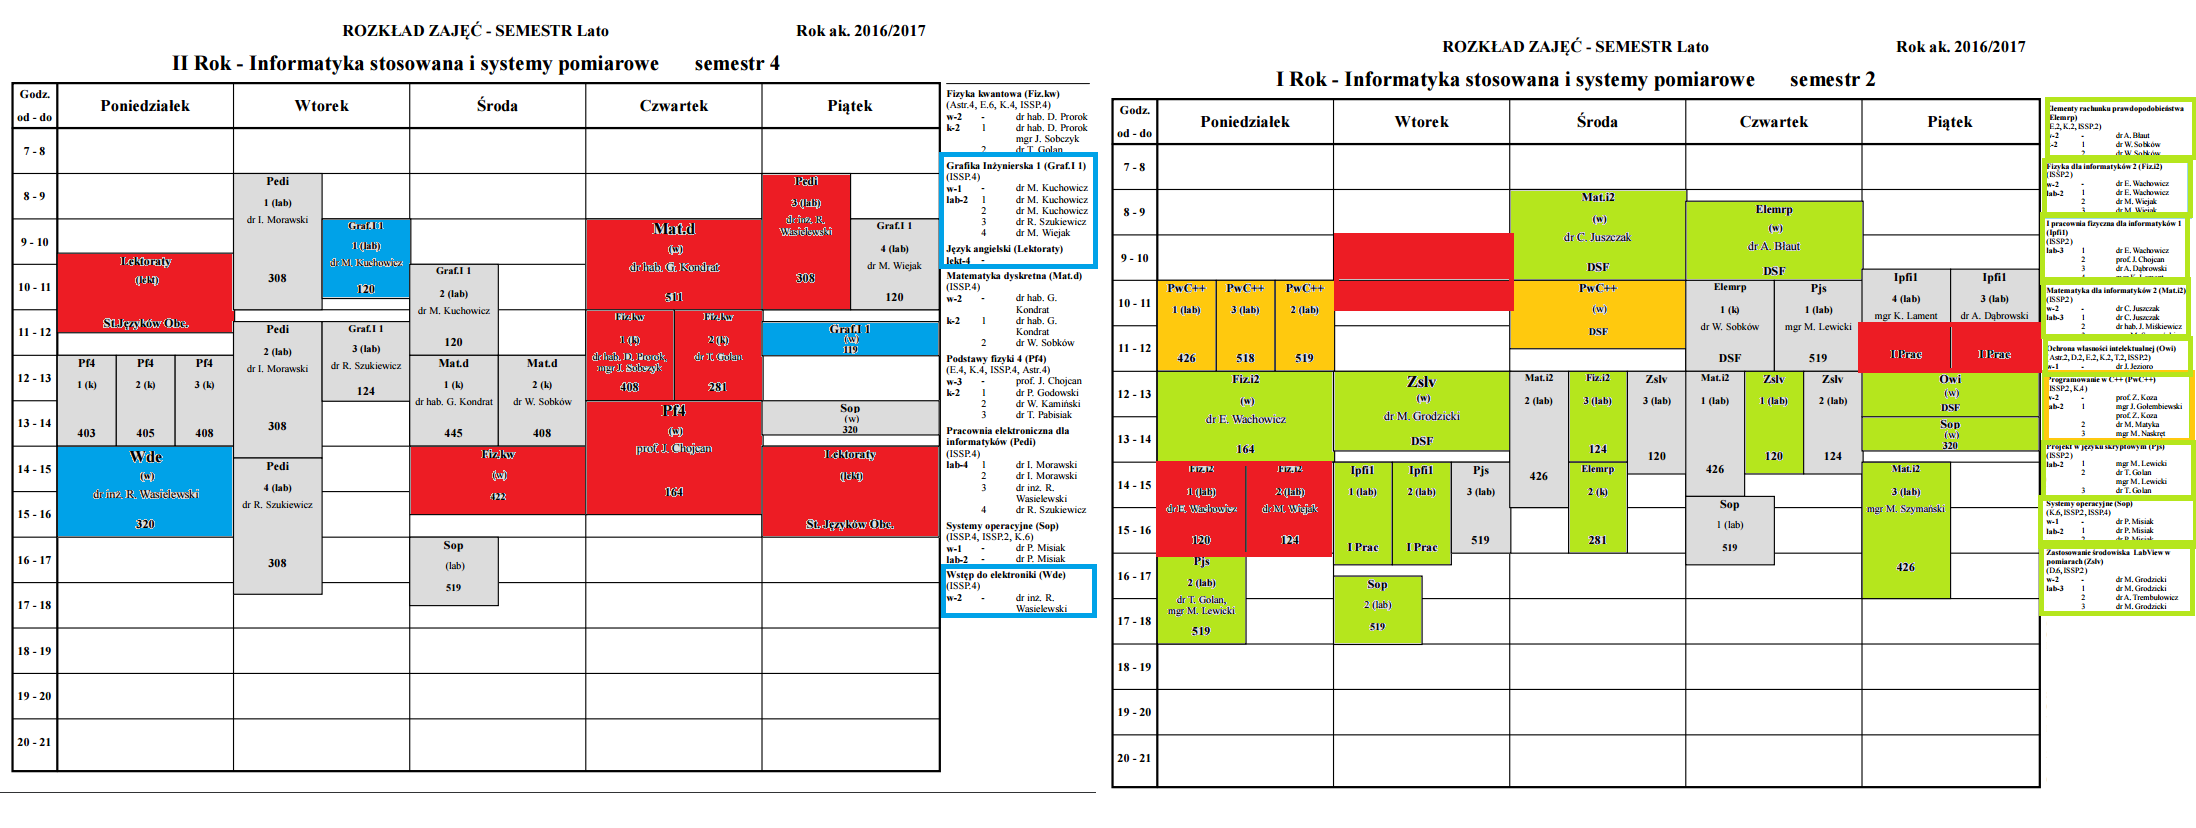 ROZKŁAD ZAJĘĆ - SEMESTR Lato Rok ak. 2016/2017
II Rok - Informatyka stosowana i systemy pomiarowe semestr 4
Godz. od - do Poniedziałek Wtorek Środa Czwartek Piątek
7 - 8
8 - 9
9 - 10
10 - 11
11 - 12
12 - 13
13 - 14
14 - 15
15 - 16
16 - 17
17 - 18
18 - 19
19 - 20
20 - 21
Lektoraty
(lekt)
St.Języków Obc.
Pf4
1 (k)
403
Pf4
2 (k)
405
Pf4
3 (k)
408
Wde
(w)
dr inż. R. Wasielewski
320
Pedi
1 (lab)
dr I. Morawski
308
Graf.I 1
1 (lab)
dr M. Kuchowicz
120
Pedi
2 (lab)
dr I. Morawski
308
Graf.I 1
3 (lab)
dr R. Szukiewicz
124
Pedi
4 (lab)
dr R. Szukiewicz
308
Graf.I 1
2 (lab)
dr M. Kuchowicz
120
Mat.d
1 (k)
dr hab. G. Kondrat
445
Mat.d
2 (k)
dr W. Sobków
408
Fiz.kw
(w)
422
Sop
(lab)
519
Mat.d
(w)
dr hab. G. Kondrat
511
Fiz.kw
1 (k)
dr hab. D. Prorok,
mgr J. Sobczyk
408
Fiz.kw
2 (k)
dr T. Golan
281
Pf4
(w)
prof. J. Chojcan
164
Pedi
3 (lab)
dr inż. R.
Wasielewski
308
Graf.I 1
4 (lab)
dr M. Wiejak
120
Graf.I 1
(w)
119
Sop
(w)
320
Lektoraty
(lekt)
St. Języków Obc.
Fizyka kwantowa (Fiz.kw)
(Astr.4, E.6, K.4, ISSP.4)
w-2 - dr hab. D. Prorok
k-2 1 dr hab. D. Prorok
mgr J. Sobczyk
2 dr T. Golan
Grafika Inżynierska 1 (Graf.I 1)
(ISSP.4)
w-1 - dr M. Kuchowicz
lab-2 1 dr M. Kuchowicz
2 dr M. Kuchowicz
3 dr R. Szukiewicz
4 dr M. Wiejak
Język angielski (Lektoraty)
lekt-4 -
Matematyka dyskretna (Mat.d)
(ISSP.4)
w-2 - dr hab. G.
Kondrat
k-2 1 dr hab. G.
Kondrat
2 dr W. Sobków
Podstawy fizyki 4 (Pf4)
(E.4, K.4, ISSP.4, Astr.4)
w-3 - prof. J. Chojcan
k-2 1 dr P. Godowski
2 dr W. Kamiński
3 dr T. Pabisiak
Pracownia elektroniczna dla
informatyków (Pedi)
(ISSP.4)
lab-4 1 dr I. Morawski
2 dr I. Morawski
3 dr inż. R.
Wasielewski
4 dr R. Szukiewicz
Systemy operacyjne (Sop)
(ISSP.4, ISSP.2, K.6)
w-1 - dr P. Misiak
lab-2 1 dr P. Misiak
Wstęp do elektroniki (Wde)
(ISSP.4)
w-2 - dr inż. R.
Wasielewski
ROZKŁAD ZAJĘĆ - SEMESTR Lato Rok ak. 2016/2017
I Rok - Informatyka stosowana i systemy pomiarowe semestr 2
Godz. od - do Poniedziałek Wtorek Środa Czwartek Piątek
7 - 8
8 - 9
9 - 10
10 - 11
11 - 12
12 - 13
13 - 14
14 - 15
15 - 16
16 - 17
17 - 18
18 - 19
19 - 20
20 - 21
PwC++
1 (lab)
426
PwC++
3 (lab)
518
PwC++
2 (lab)
519
Fiz.i2
(w)
dr E. Wachowicz
164
Fiz.i2
1 (lab)
dr E. Wachowicz
120
Fiz.i2
2 (lab)
dr M. Wiejak
124
Pjs
2 (lab)
dr T. Golan,
mgr M. Lewicki
519
Zslv
(w)
dr M. Grodzicki
DSF
Ipfi1
1 (lab)
I Prac
Ipfi1
2 (lab)
I Prac
Pjs
3 (lab)
519
Sop
2 (lab)
519
Mat.i2
(w)
dr C. Juszczak
DSF
PwC++
(w)
DSF
Mat.i2
2 (lab)
426
Fiz.i2
3 (lab)
124
Zslv
3 (lab)
120
Elemrp
2 (k)
281
Elemrp
(w)
dr A. Błaut
DSF
Elemrp
1 (k)
dr W. Sobków
DSF
Pjs
1 (lab)
mgr M. Lewicki
519
Mat.i2
1 (lab)
426
Zslv
1 (lab)
120
Zslv
2 (lab)
124
Sop
1 (lab)
519
Ipfi1
4 (lab)
mgr K. Lament
I Prac
Ipfi1
3 (lab)
dr A. Dąbrowski
I Prac
Owi
(w)
DSF
Sop
(w)
320
Mat.i2
3 (lab)
mgr M. Szymański
426
Elementy rachunku prawdopodobieństwa
(Elemrp)
E.2, K.2, ISSP.2)
w-2 - dr A. Błaut
k-2 1 dr W. Sobków
2 dr W. Sobków
Fizyka dla informatyków 2 (Fiz.i2)
(ISSP.2)
w-2 - dr E. Wachowicz
lab-2 1 dr E. Wachowicz
2 dr M. Wiejak
3 dr M. Wiejak
I pracownia fizyczna dla informatyków 1
(Ipfi1)
(ISSP.2)
lab-3 1 dr E. Wachowicz
2 prof. J. Chojcan
3 dr A. Dąbrowski
Matematyka dla informatyków 2 (Mat.i2)
(ISSP.2)
w-2 - dr C. Juszczak
lab-3 1 dr C. Juszczak
2 dr hab. J. Miśkiewicz
Ochrona własności intelektualnej (Owi)
(Astr.2, D.2, E.2, K.2, T.2, ISSP.2)
w-1 - dr J. Jezioro
Programowanie w C++ (PwC++)
(ISSP.2, K.4)
w-2 - prof. Z. Koza
lab-2 1 mgr J. Gołembiewski
prof. Z. Koza
2 dr M. Matyka
3 mgr M. Naskręt
Projekt w języku skryptowym (Pjs)
(ISSP.2)
lab-2 1 mgr M. Lewicki
2 dr T. Golan
mgr M. Lewicki
3 dr T. Golan
Systemy operacyjne (Sop)
(K.6, ISSP.2, ISSP.4)
w-1 - dr P. Misiak
lab-2 1 dr P. Misiak
2 dr P. Misiak
Zastosowanie środowiska LabView w
pomiarach (Zslv)
(D.6, ISSP.2)
w-2 - dr M. Grodzicki
lab-3 1 dr M. Grodzicki
2 dr A. Trembułowicz
3 dr M. Grodzicki